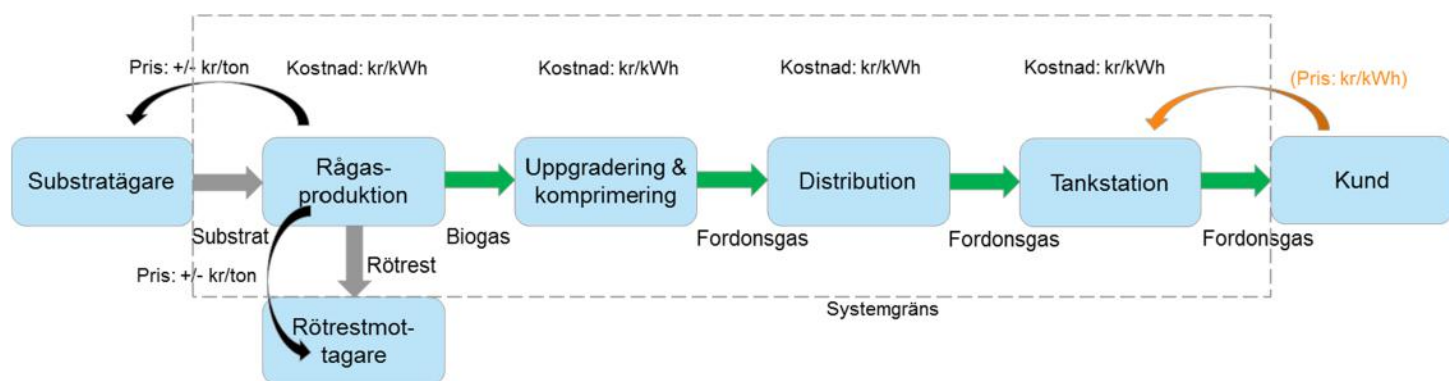 Pris: +/- kr/ton
Kostnad: kr/kWh
Kostnad: kr/kWh
Kostnad: kr/kWh
Kostnad: kr/kWh
(Pris: kr/kWh)
Substratägare
Rågas-
produktion
Uppgradering &
komprimering
Distribution
Tankstation
Kund
Substrat
Biogas
Fordonsgas
Fordonsgas
Fordonsgas
Pris: +/- kr/ton
Rötrest
Systemgräns
Rötrestmot-
tagare